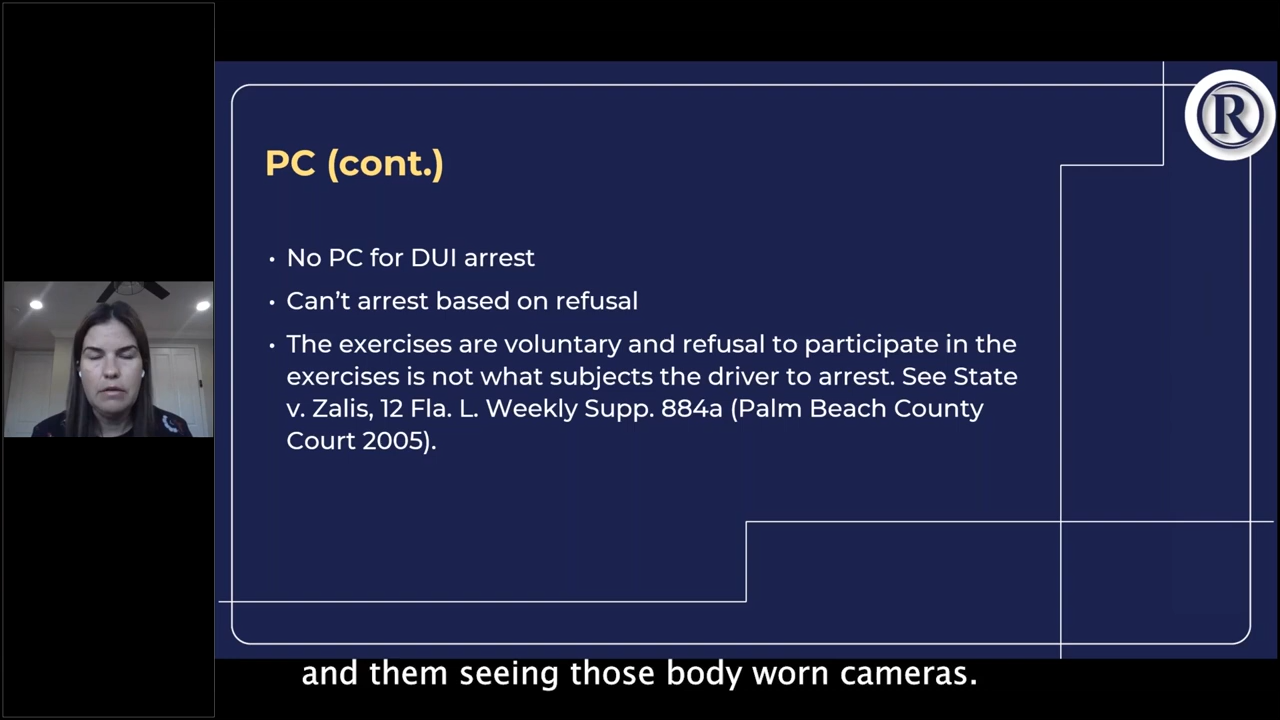 R
PC (cont.)
• No PC for DUI arrest
• Can’t arrest based on refusal
• The exercises are voluntary and refusal to participate in the
exercises is not what subjects the driver to arrest. See State
v. Zalis, 12 Fla. L. Weekly Supp. 884a (Palm Beach County
Court 2005).
and them seeing those body worn cameras.